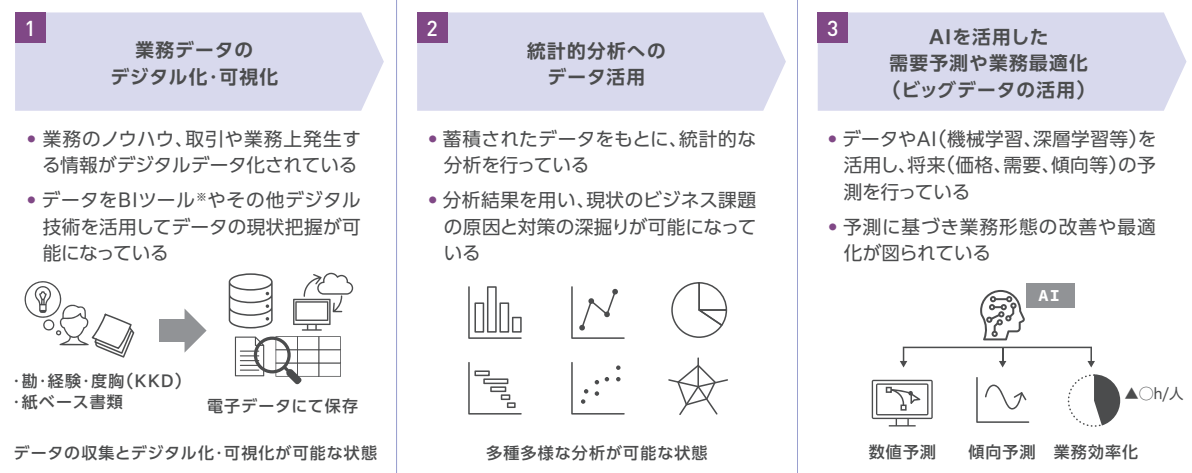 1
業務データの
デジタル化・可視化
• 業務のノウハウ、取引や業務上発生す
る情報がデジタルデータ化されている
• データをBIツール※やその他デジタル
技術を活用してデータの現状把握が可
能になっている
・勘・経験・度胸(KKD)
・紙ベース書類
電子データにて保存
データの収集とデジタル化・可視化が可能な状態
2
統計的分析への
データ活用
• 蓄積されたデータをもとに、統計的な
分析を行っている
• 分析結果を用い、現状のビジネス課題
の原因と対策の深掘りが可能になって
いる
多種多様な分析が可能な状態
3
AIを活用した
需要予測や業務最適化
(ビッグデータの活用)
• データやAI(機械学習、深層学習等)を
活用し、将来(価格、需要、傾向等)の予
測を行っている
• 予測に基づき業務形態の改善や最適
化が図られている
AI
▲○h/人
数値予測
傾向予測
業務効率化